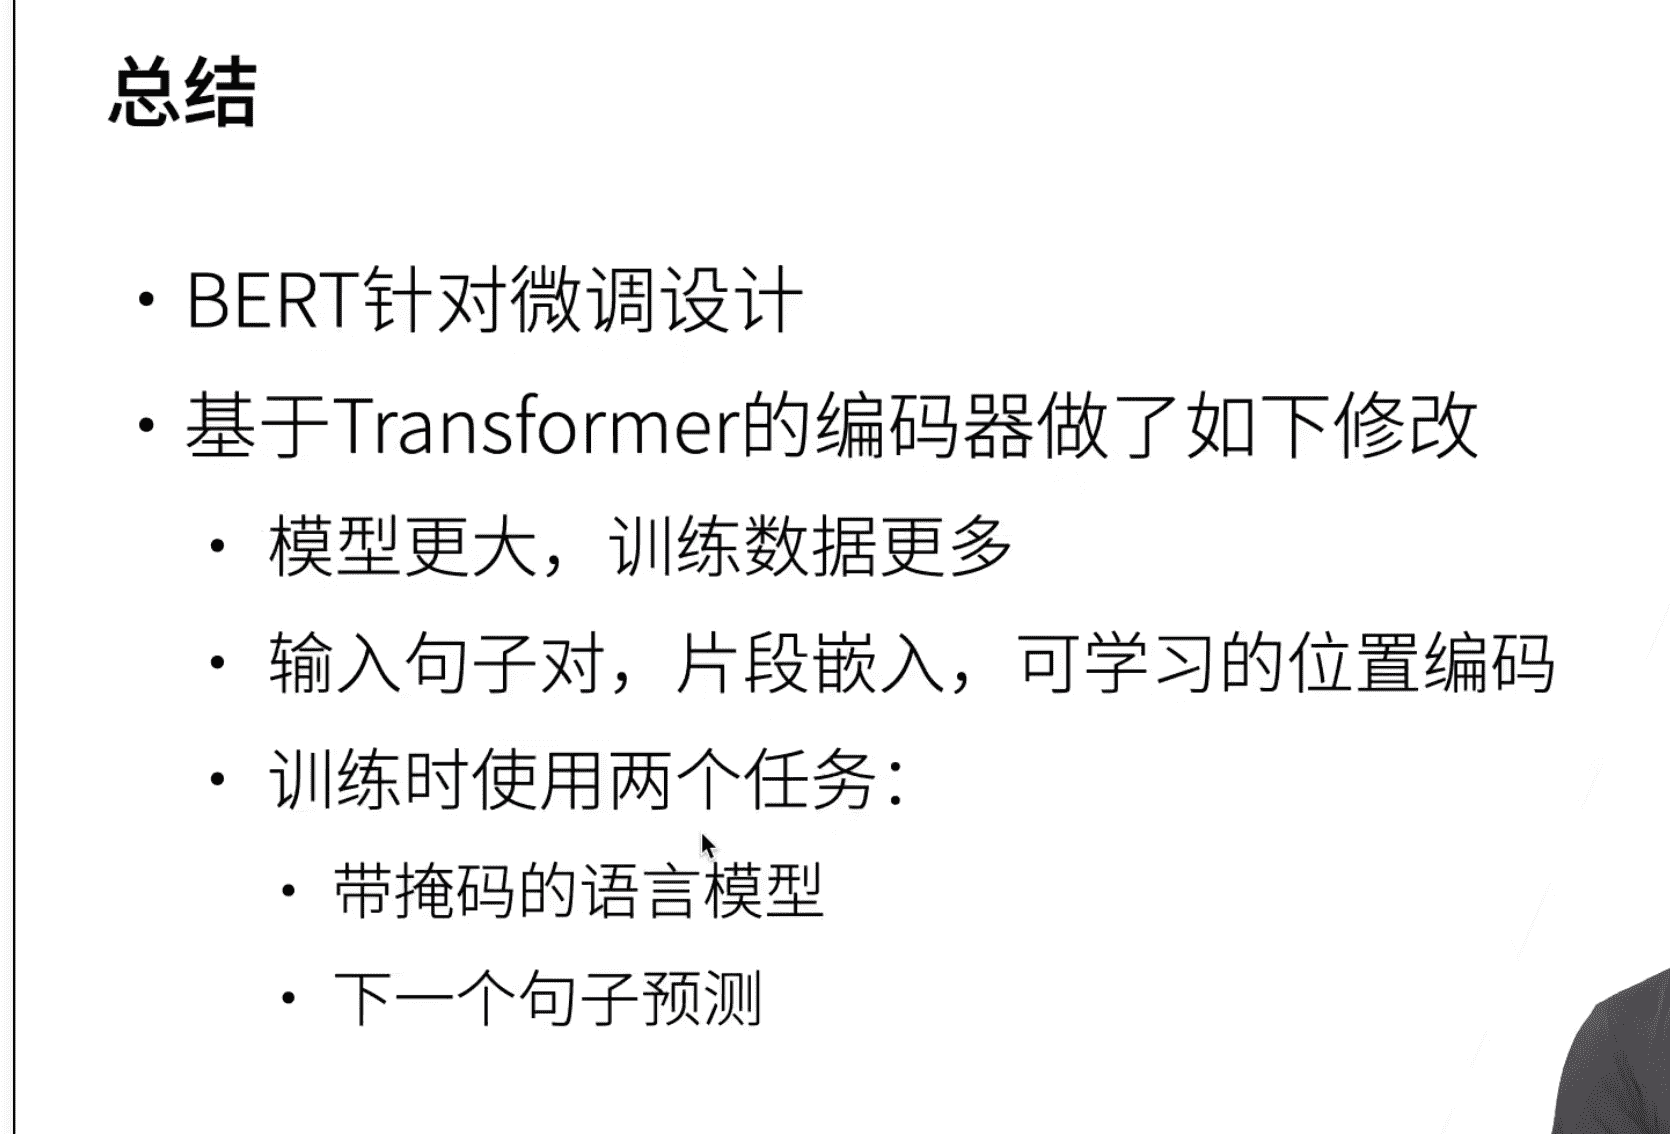 总结
• BERT针对微调设计
• 基于Transformer的编码器做了如下修改
• 模型更大，训练数据更多
• 输入句子对，片段嵌入，可学习的位置编码
• 训练时使用两个任务：
• 带掩码的语言模型
• 下一个句子预测